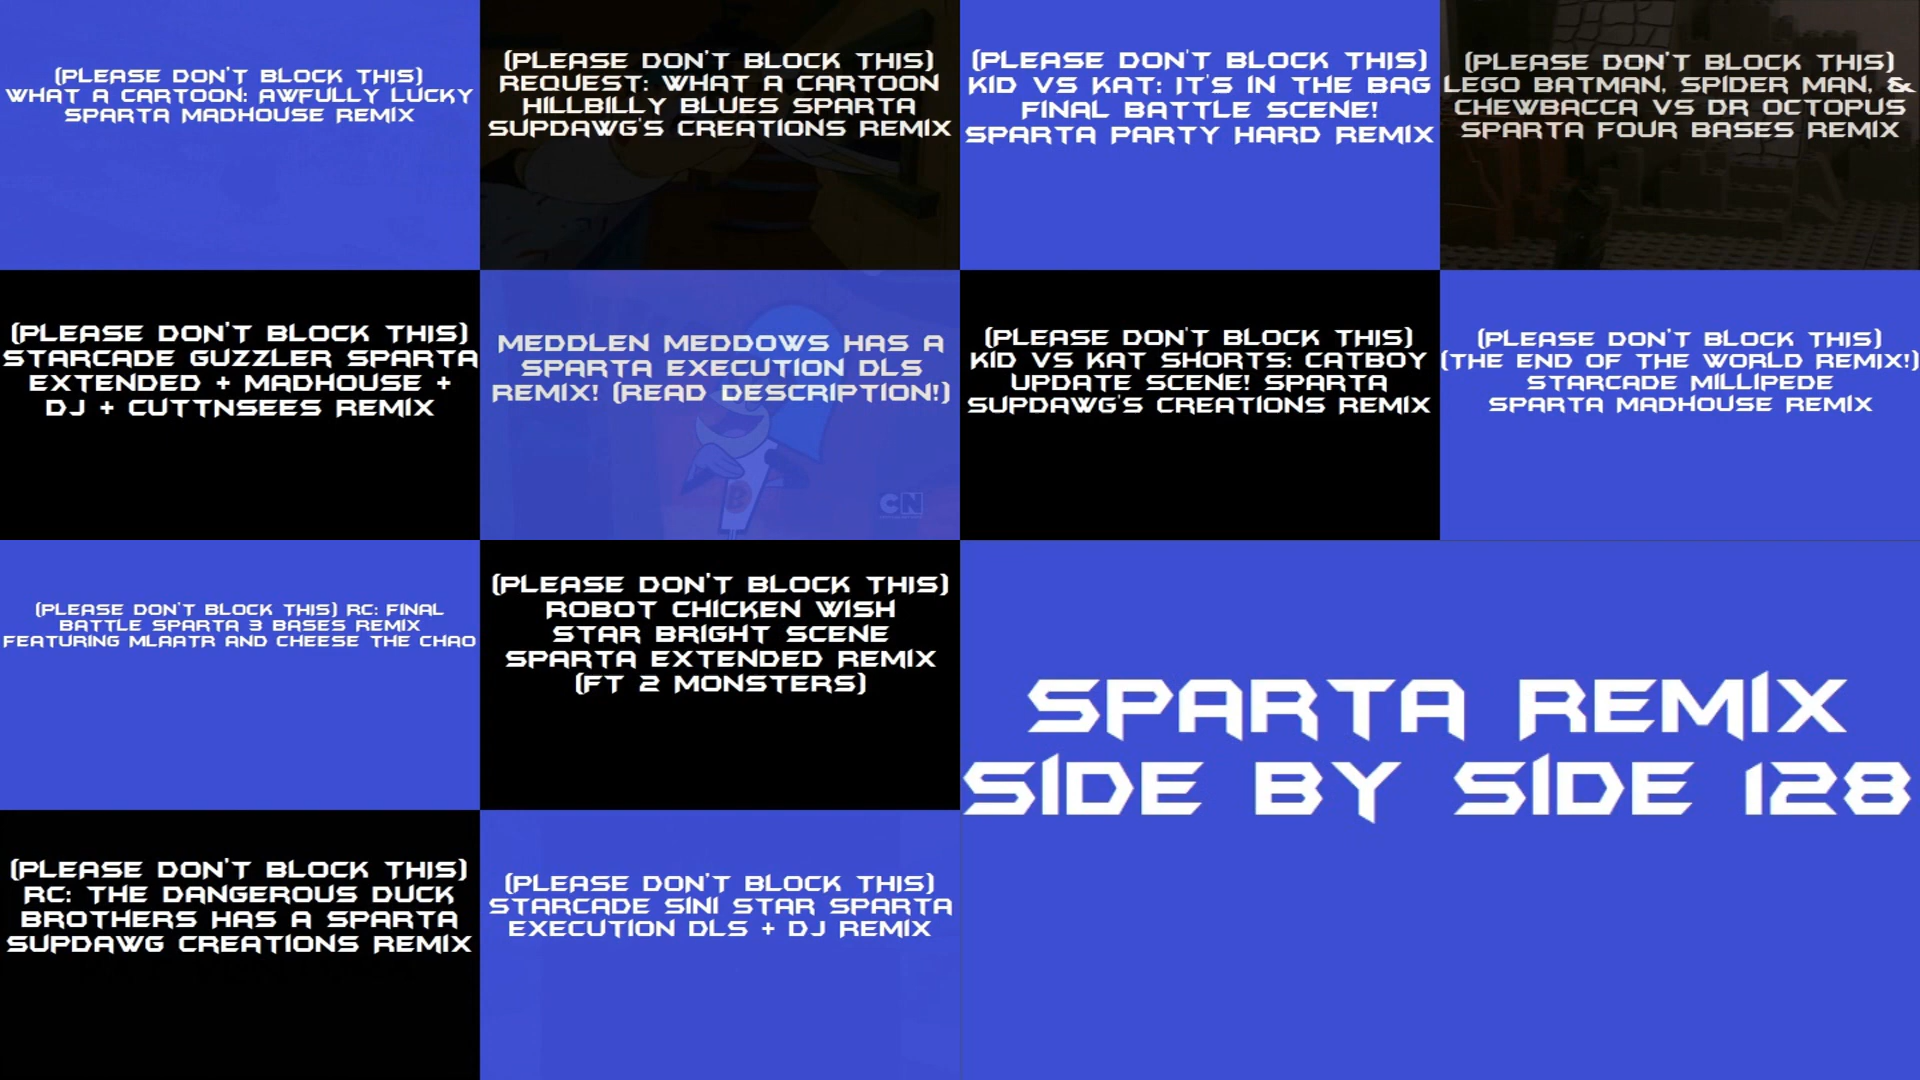 (PLEASE DON'T BLOCK THIS)
WHAT A CARTOON: AWFULLY LUCKY
SPARTA MADHOUSE REMIX
(PLEASE DON'T BLOCK THIS)
REQUEST: WHAT A CARTOON
HILLBILLY BLUES SPARTA
SUPDAWG'S CREATIONS REMIX
(PLEASE DON'T BLOCK THIS)
KID VS KAT: IT'S IN THE BAG
FINAL BATTLE SCENE!
SPARTA PARTY HARD REMIX
(PLEASE DON'T BLOCK THIS)
LEGO BATMAN, SPIDER MAN, &
CHEWBACCA VS DR OCTOPUS
SPARTA FOUR BASES REMIX
(PLEASE DON'T BLOCK THIS)
STARCADE GUZZLER SPARTA
EXTENDED + MADHOUSE +
DJ + CUTTNSEES REMIX
MEDDLEN MEDDOWS HAS A
SPARTA EXECUTION DLS
REMIX! (READ DESCRIPTION!)
CN
(PLEASE DON'T BLOCK THIS)
KID VS KAT SHORTS: CATBOY
UPDATE SCENE! SPARTA
SUPDAWG'S CREATIONS REMIX
(PLEASE DON'T BLOCK THIS)
(THE END OF THE WORLD REMIX!)
STARCADE MILLIPEDE
SPARTA MADHOUSE REMIX
(PLEASE DON'T BLOCK THIS) RC: FINAL
BATTLE SPARTA 3 BASES REMIX
FEATURING MLAATR AND CHEESE THE CHAO
(PLEASE DON'T BLOCK THIS)
ROBOT CHICKEN WISH
STAR BRIGHT SCENE
SPARTA EXTENDED REMIX
(FT 2 MONSTERS)
SPARTA REMIX
SIDE BY SIDE 128
(PLEASE DON'T BLOCK THIS)
RC: THE DANGEROUS DUCK
BROTHERS HAS A SPARTA
SUPDAWG CREATIONS REMIX
(PLEASE DON'T BLOCK THIS)
STARCADE SINI STAR SPARTA
EXECUTION DLS + DJ REMIX